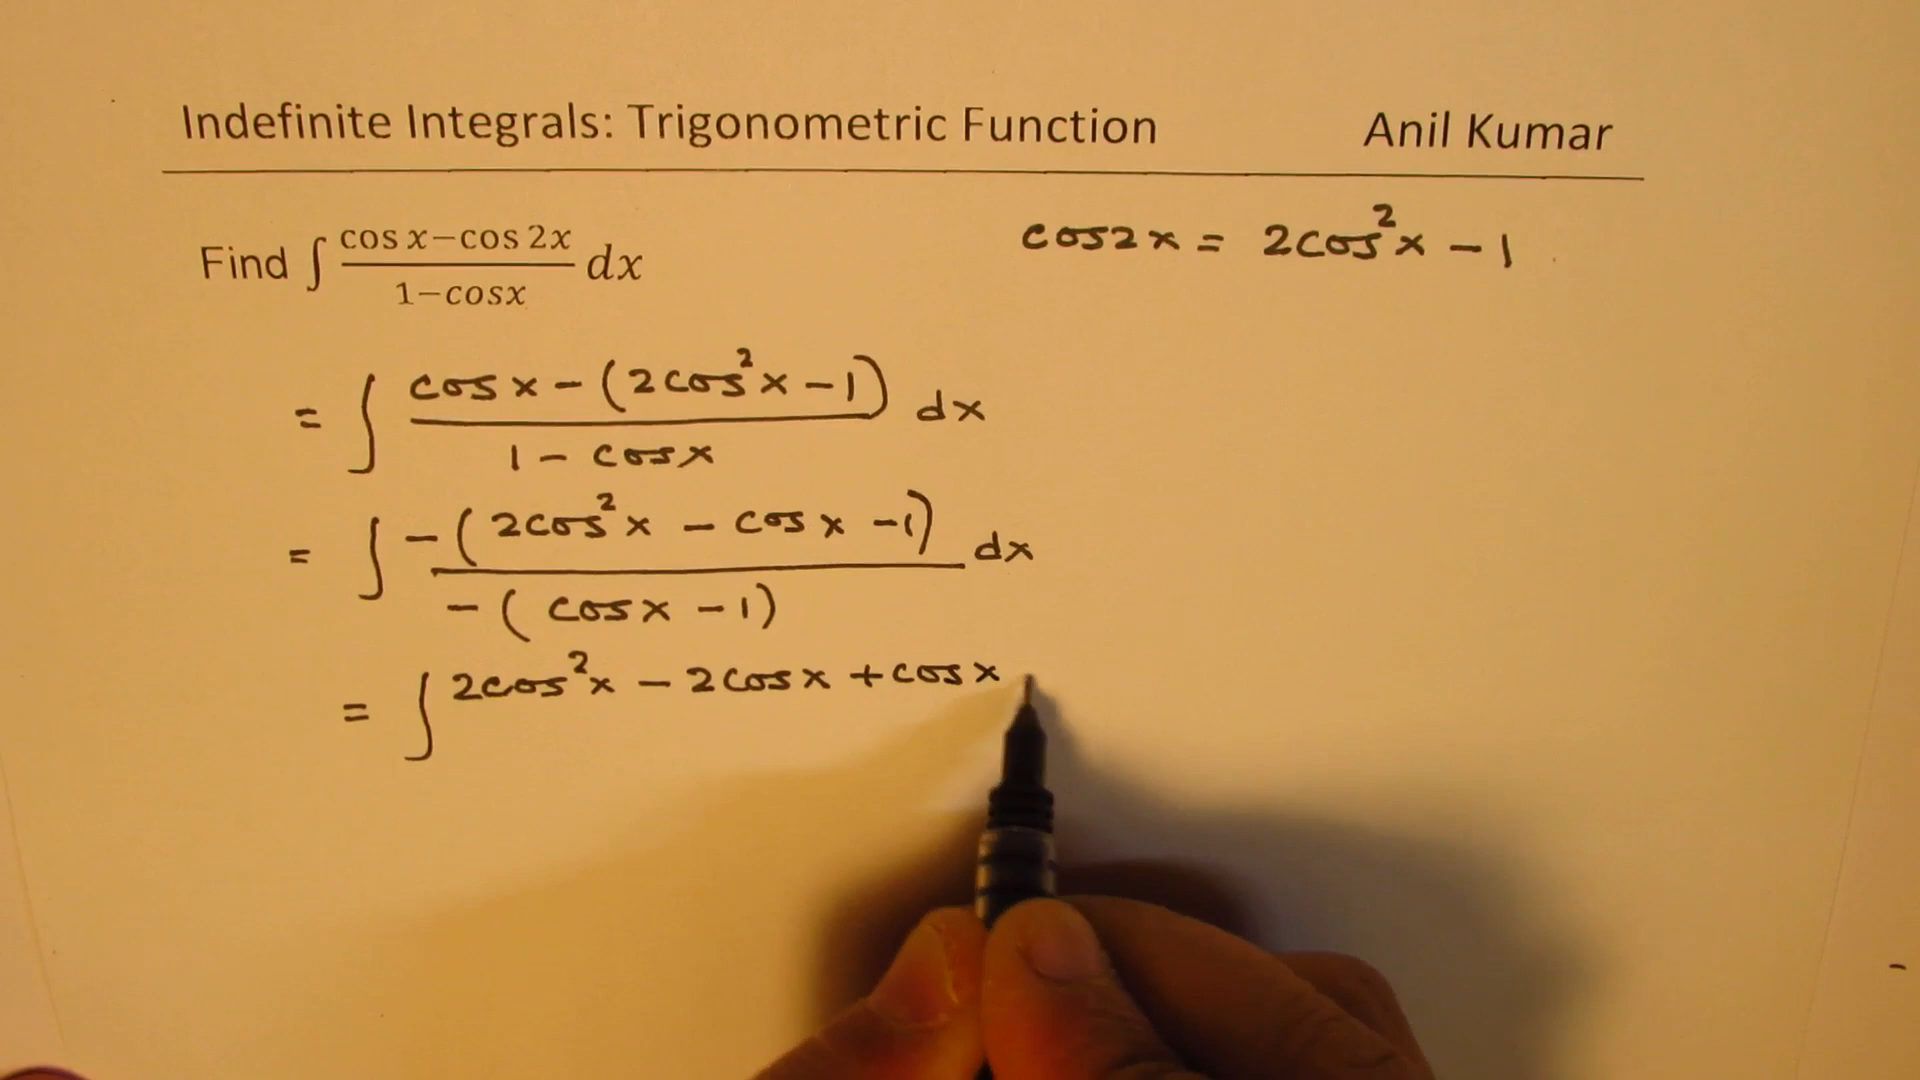 Indefinite Integrals: Trigonometric Function Anil Kumar
Find ∫ (cos x−cos 2x)/(1−cosx) dx
cos2x = 2cos²x − 1
= ∫ (cos x − (2cos²x − 1))/(1 − cosx) dx
= ∫ −(2cos²x − cos x − 1)/−(cosx − 1) dx
= ∫ 2cos²x − 2cosx + cosx